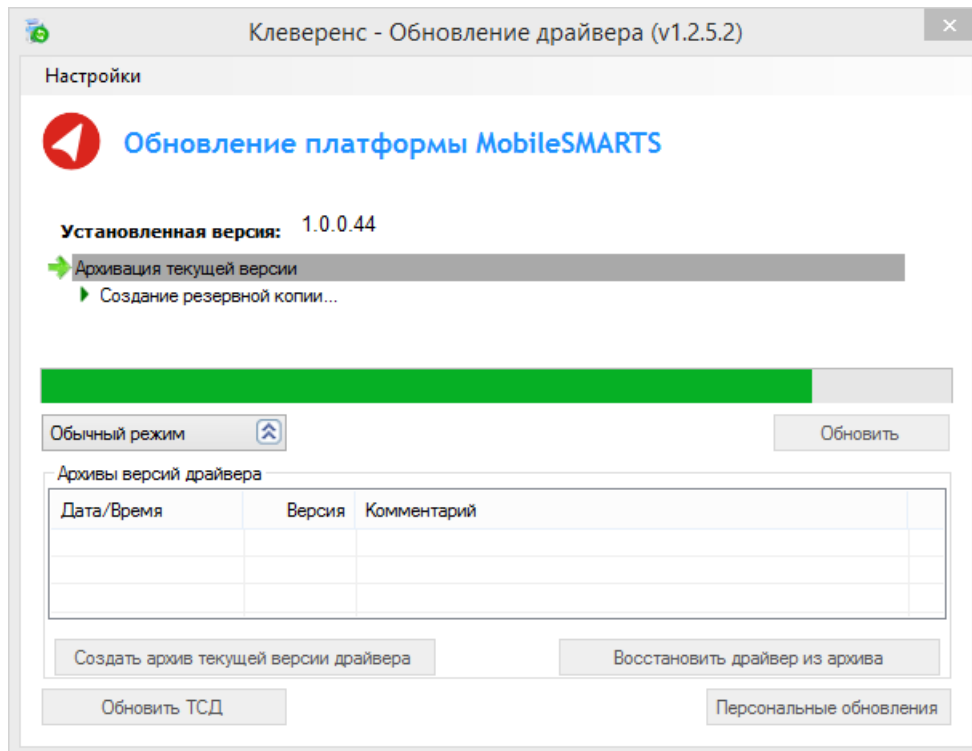 Клеверенс - Обновление драйвера (v1.2.5.2)
Настройки
Обновление платформы MobileSMARTS
Установленная версия: 1.0.0.44
Архивация текущей версии
Создание резервной копии...
Обычный режим
Обновить
Архивы версий драйвера
Дата/Время Версия Комментарий
Создать архив текущей версии драйвера
Восстановить драйвер из архива
Обновить ТСД
Персональные обновления